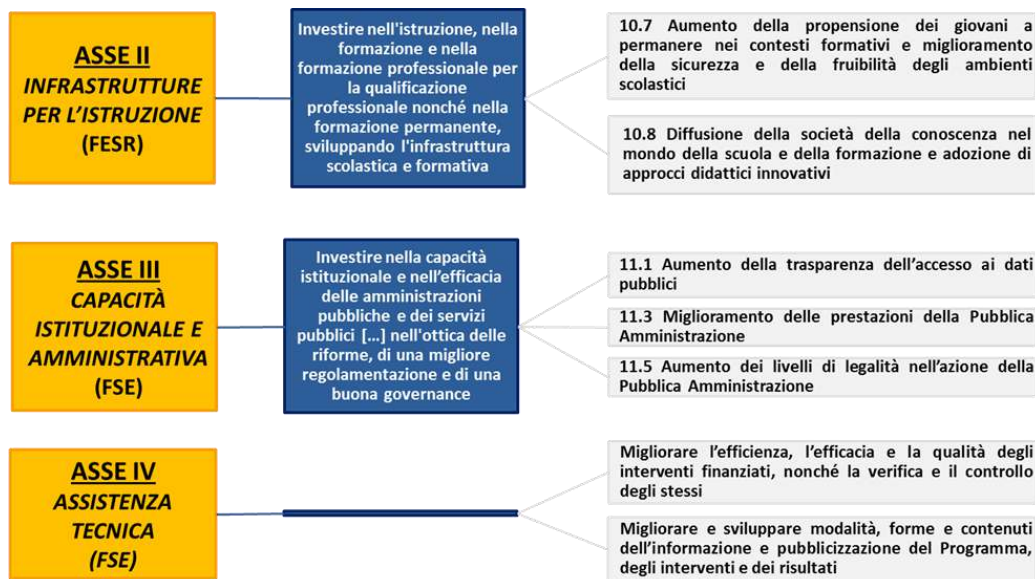 ASSE II
INFRASTRUTTURE
PER L'ISTRUZIONE
(FESR)
Investire nell'istruzione, nella
formazione e nella
formazione professionale per
la qualificazione
professionale nonché nella
formazione permanente,
sviluppando l'infrastruttura
scolastica e formativa
10.7 Aumento della propensione dei giovani a
permanere nei contesti formativi e miglioramento
della sicurezza e della fruibilità degli ambienti
scolastici
10.8 Diffusione della società della conoscenza nel
mondo della scuola e della formazione e adozione di
approcci didattici innovativi
ASSE III
CAPACITÀ
ISTITUZIONALE E
AMMINISTRATIVA
(FSE)
Investire nella capacità
istituzionale e nell’efficacia
delle amministrazioni
pubbliche e dei servizi
pubblici [...] nell'ottica delle
riforme, di una migliore
regolamentazione e di una
buona governance
11.1 Aumento della trasparenza dell’accesso ai dati
pubblici
11.3 Miglioramento delle prestazioni della Pubblica
Amministrazione
11.5 Aumento dei livelli di legalità nell’azione della
Pubblica Amministrazione
ASSE IV
ASSISTENZA
TECNICA
(FSE)
Migliorare l’efficienza, l’efficacia e la qualità degli
interventi finanziati, nonché la verifica e il controllo
degli stessi
Migliorare e sviluppare modalità, forme e contenuti
dell’informazione e pubblicizzazione del Programma,
degli interventi e dei risultati